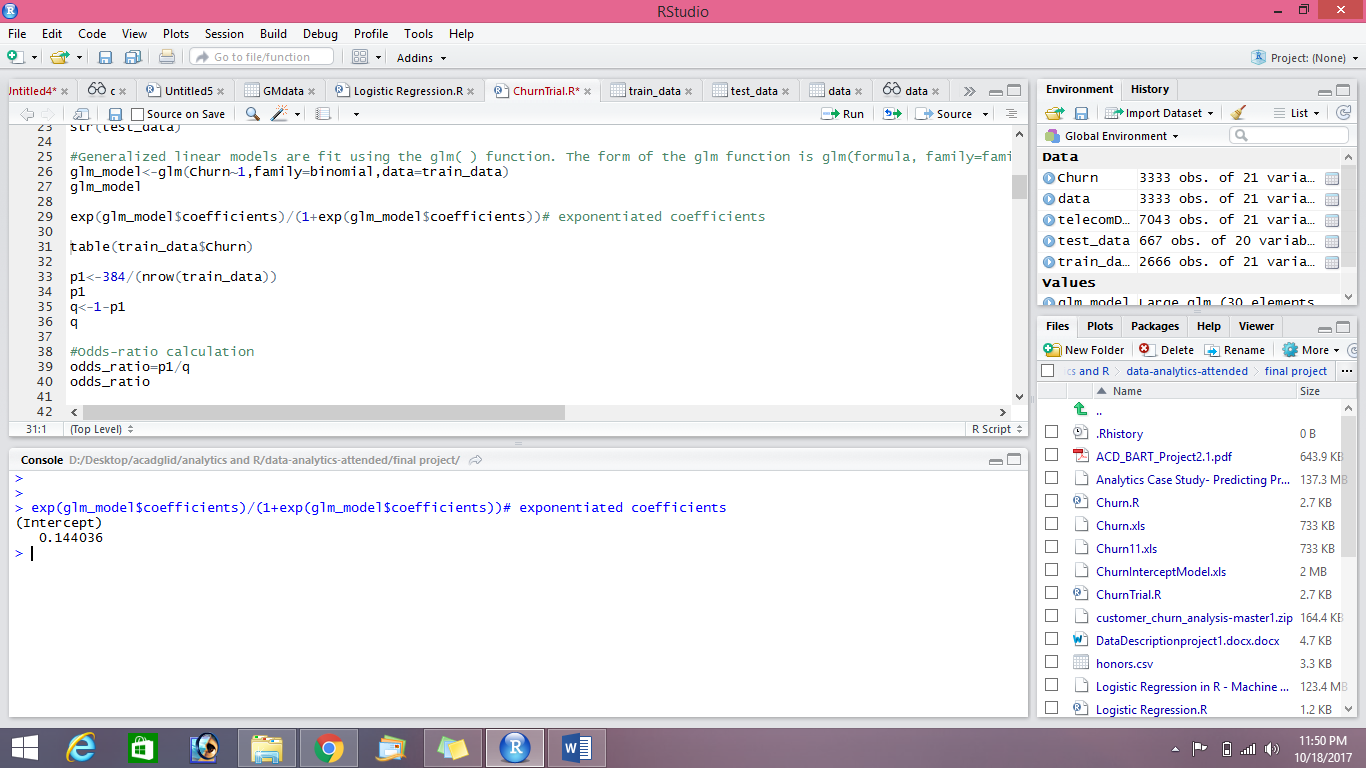 RStudio
File Edit Code View Plots Session Build Debug Profile Tools Help
Go to file/function Addins Project: (None)
Untitled4* c Untitled5 GMdata Logistic Regression.R ChurnTrial.R* train_data test_data data data
Source on Save Run Source
23 str(test_data)
24
25 #Generalized linear models are fit using the glm( ) function. The form of the glm function is glm(formula, family=fami
26 glm_model<-glm(Churn~1,family=binomial,data=train_data)
27 glm_model
28
29 exp(glm_model$coefficients)/(1+exp(glm_model$coefficients))# exponentiated coefficients
30
31 table(train_data$Churn)
32
33 p1<-384/(nrow(train_data))
34 p1
35 q<-1-p1
36 q
37
38 #Odds-ratio calculation
39 odds_ratio=p1/q
40 odds_ratio
41
42
31:1 (Top Level) R Script
Console D:/Desktop/acadglid/analytics and R/data-analytics-attended/final project/
>
>
> exp(glm_model$coefficients)/(1+exp(glm_model$coefficients))# exponentiated coefficients
(Intercept)
0.144036
>
Environment History
Import Dataset List
Global Environment
Data
Churn 3333 obs. of 21 varia…
data 3333 obs. of 21 varia…
telecomD… 7043 obs. of 21 varia…
test_data 667 obs. of 20 variab…
train_da… 2666 obs. of 21 varia…
Values
glm_model Large glm (30 elements
Files Plots Packages Help Viewer
New Folder Delete Rename More
cs and R data-analytics-attended final project ...
Name Size
..
.Rhistory 0 B
ACD_BART_Project2.1.pdf 643.9 KB
Analytics Case Study- Predicting Pr... 137.3 MB
Churn.R 2.7 KB
Churn.xls 733 KB
Churn11.xls 733 KB
ChurnInterceptModel.xls 2 MB
ChurnTrial.R 2.7 KB
customer_churn_analysis-master1.zip 164.4 KB
DataDescriptionproject1.docx.docx 4.7 KB
honors.csv 3.3 KB
Logistic Regression in R - Machine ... 123.4 MB
Logistic Regression.R 1.2 KB
11:50 PM
10/18/2017